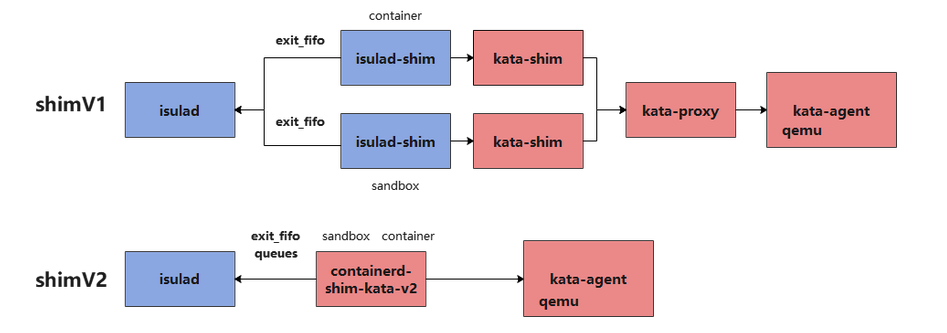 container
exit_fifo
isulad-shim
kata-shim
shimV1
isulad
kata-proxy
kata-agent
qemu
exit_fifo
isulad-shim
kata-shim
sandbox
exit_fifo
queues
sandbox container
shimV2
isulad
containerd-
shim-kata-v2
kata-agent
qemu